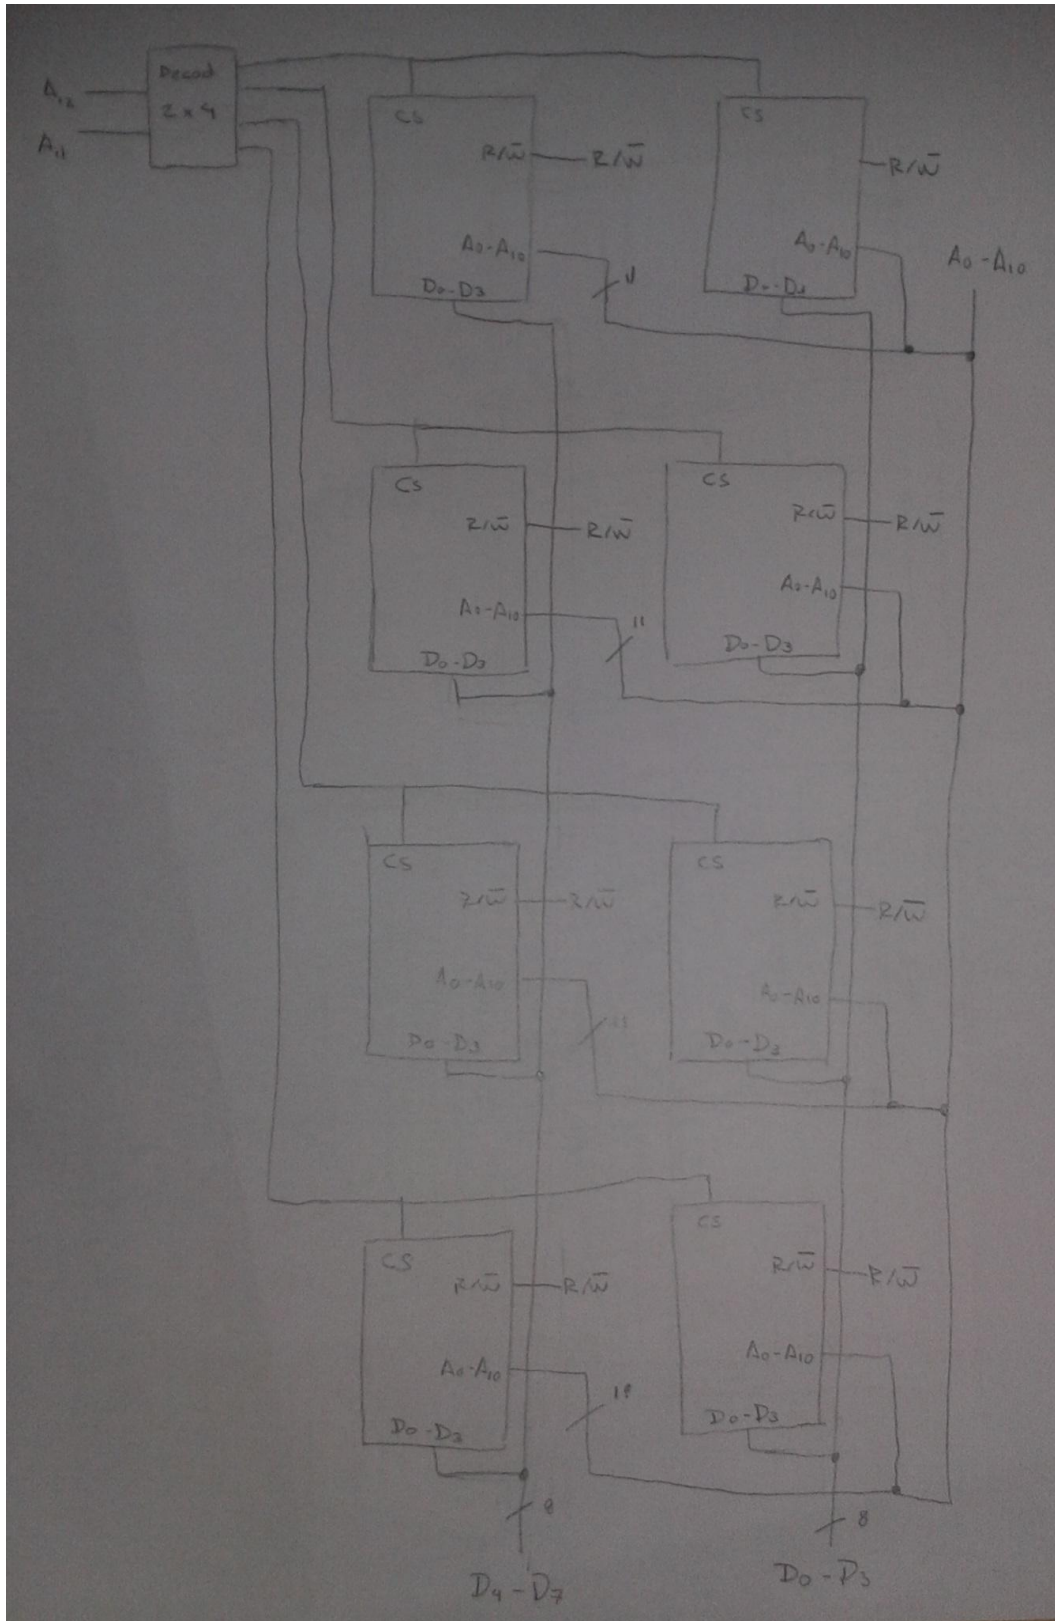 A₁₂
A₁₁
Decod
2x4
CS
R/W̅ R/W̅
A₀-A₁₀
11
D₀-D₃
CS
R/W̅
A₀-A₁₀
D₀-D₃
A₀-A₁₀
CS
R/W̅ R/W̅
A₀-A₁₀
11
D₀-D₃
CS
R/W̅ R/W̅
A₀-A₁₀
D₀-D₃
CS
R/W̅ R/W̅
A₀-A₁₀
11
D₀-D₃
CS
R/W̅ R/W̅
A₀-A₁₀
D₀-D₃
CS
R/W̅ R/W̅
A₀-A₁₀
11
D₀-D₃
CS
R/W̅ R/W̅
A₀-A₁₀
D₀-D₃
8
D₄-D₇
8
D₀-D₃